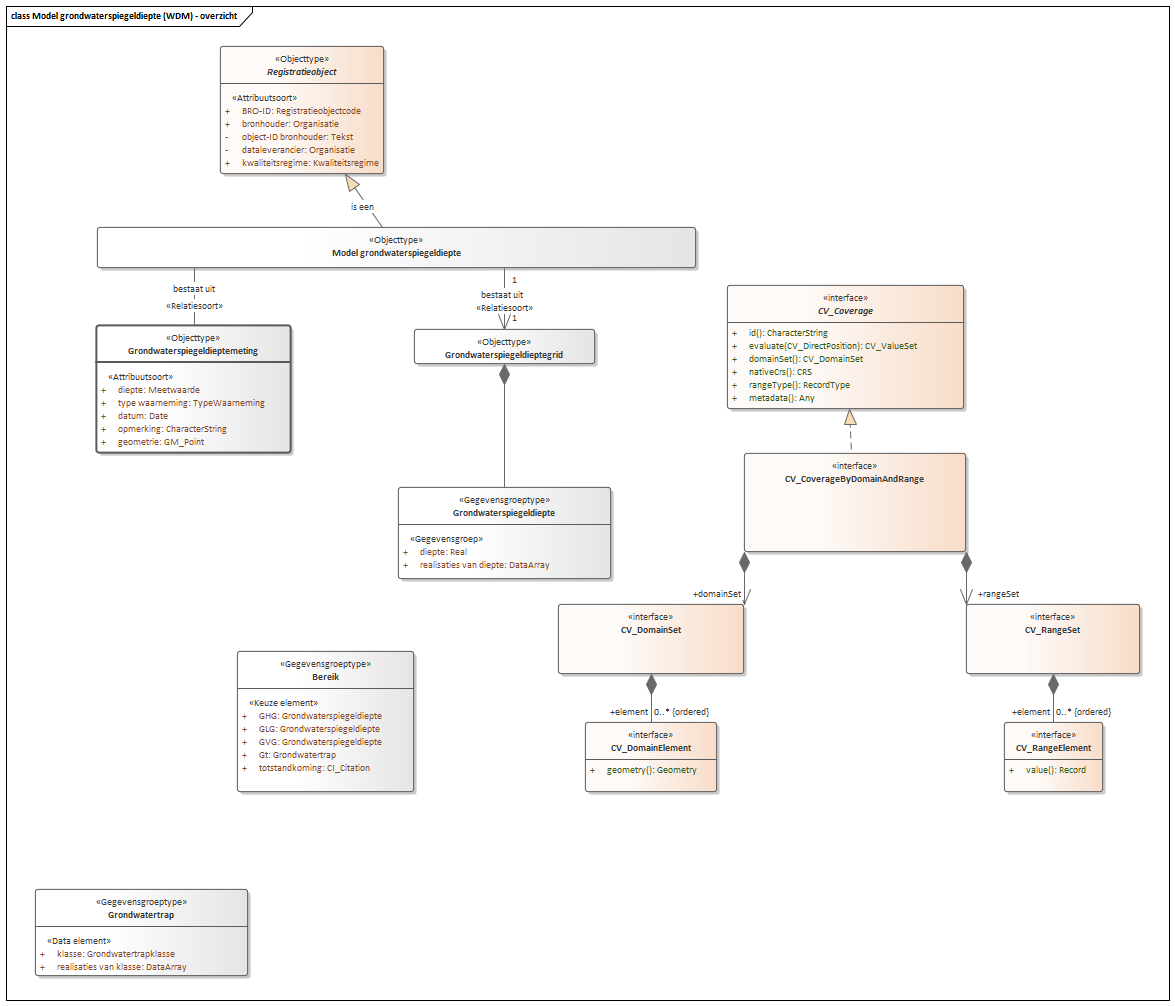 class Model grondwaterspiegeldiepte (WDM) - overzicht
«Objecttype»
Registratieobject
«Attribuutsoort»
+ BRO-ID: Registratieobjectcode
+ bronhouder: Organisatie
- object-ID bronhouder: Tekst
- dataleverancier: Organisatie
+ kwaliteitsregime: Kwaliteitsregime
is een
«Objecttype»
Model grondwaterspiegeldiepte
bestaat uit
«Relatiesoort»
1
bestaat uit
«Relatiesoort»
1
«Objecttype»
Grondwaterspiegeldieptemeting
«Attribuutsoort»
+ diepte: Meetwaarde
+ type waarneming: TypeWaarneming
+ datum: Date
+ opmerking: CharacterString
+ geometrie: GM_Point
«Objecttype»
Grondwaterspiegeldieptegrid
«interface»
CV_Coverage
+ id(): CharacterString
+ evaluate(CV_DirectPosition): CV_ValueSet
+ domainSet(): CV_DomainSet
+ nativeCrs(): CRS
+ rangeType(): RecordType
+ metadata(): Any
«interface»
CV_CoverageByDomainAndRange
«Gegevensgroeptype»
Grondwaterspiegeldiepte
«Gegevensgroep»
+ diepte: Real
+ realisaties van diepte: DataArray
+domainSet
+rangeSet
«interface»
CV_DomainSet
«interface»
CV_RangeSet
«Gegevensgroeptype»
Bereik
«Keuze element»
+ GHG: Grondwaterspiegeldiepte
+ GLG: Grondwaterspiegeldiepte
+ GVG: Grondwaterspiegeldiepte
+ Gt: Grondwatertrap
+ totstandkoming: CI_Citation
+element 0..* {ordered}
+element 0..* {ordered}
«interface»
CV_DomainElement
+ geometry(): Geometry
«interface»
CV_RangeElement
+ value(): Record
«Gegevensgroeptype»
Grondwatertrap
«Data element»
+ klasse: Grondwatertrapklasse
+ realisaties van klasse: DataArray